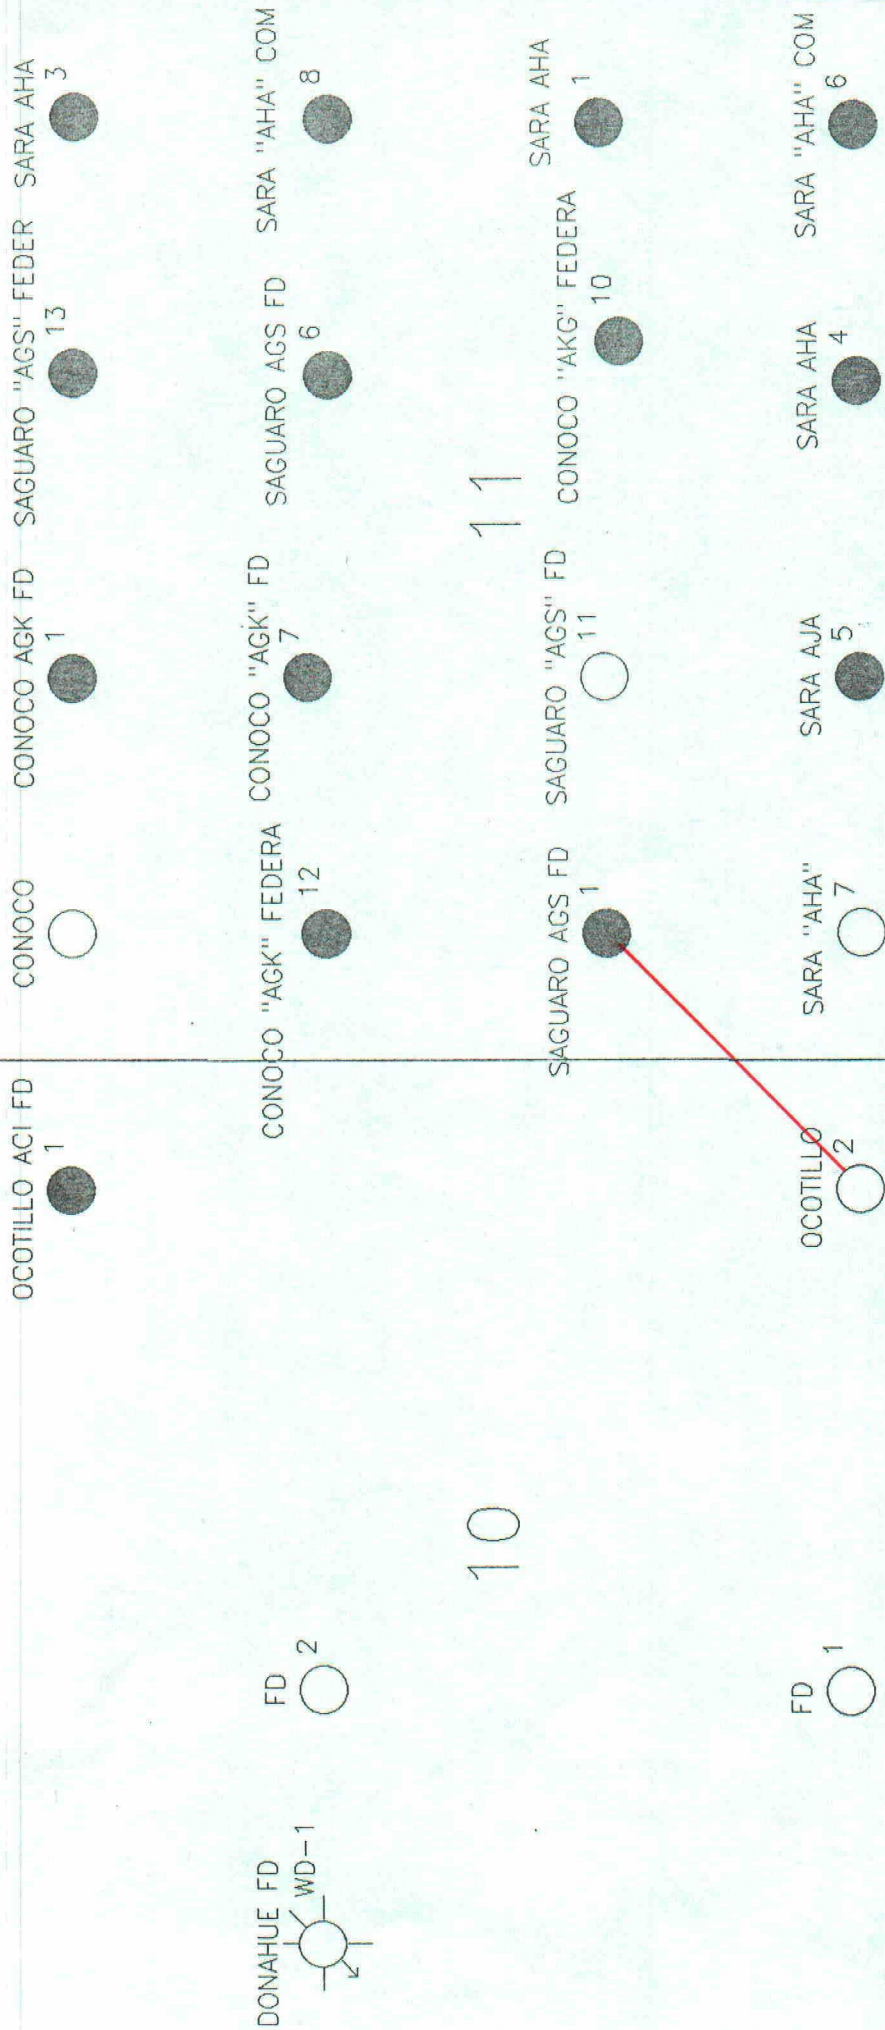 OCOTILLO ACI FD
1
CONOCO
CONOCO AGK FD
1
SAGUARO "AGS" FEDER
13
SARA AHA
3
DONAHUE FD
WD-1
FD
2
CONOCO "AGK" FEDERA
12
CONOCO "AGK" FD
7
SAGUARO AGS FD
6
SARA "AHA" COM
8
10
11
SAGUARO AGS FD
1
SAGUARO "AGS" FD
11
CONOCO "AKG" FEDERA
10
SARA AHA
1
FD
1
OCOTILLO
2
SARA "AHA"
7
SARA AJA
5
SARA AHA
4
SARA "AHA" COM
6